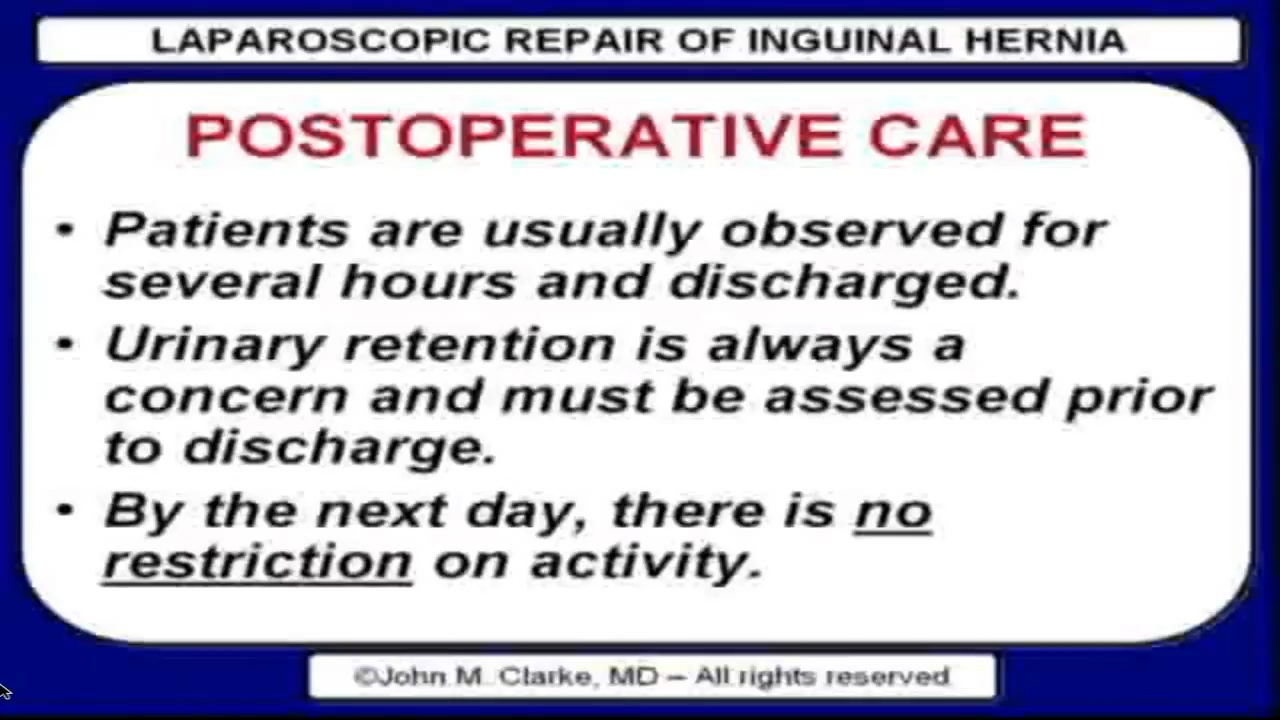 LAPAROSCOPIC REPAIR OF INGUINAL HERNIA
POSTOPERATIVE CARE
• Patients are usually observed for
several hours and discharged.
• Urinary retention is always a
concern and must be assessed prior
to discharge.
• By the next day, there is no
restriction on activity.
©John M. Clarke, MD – All rights reserved